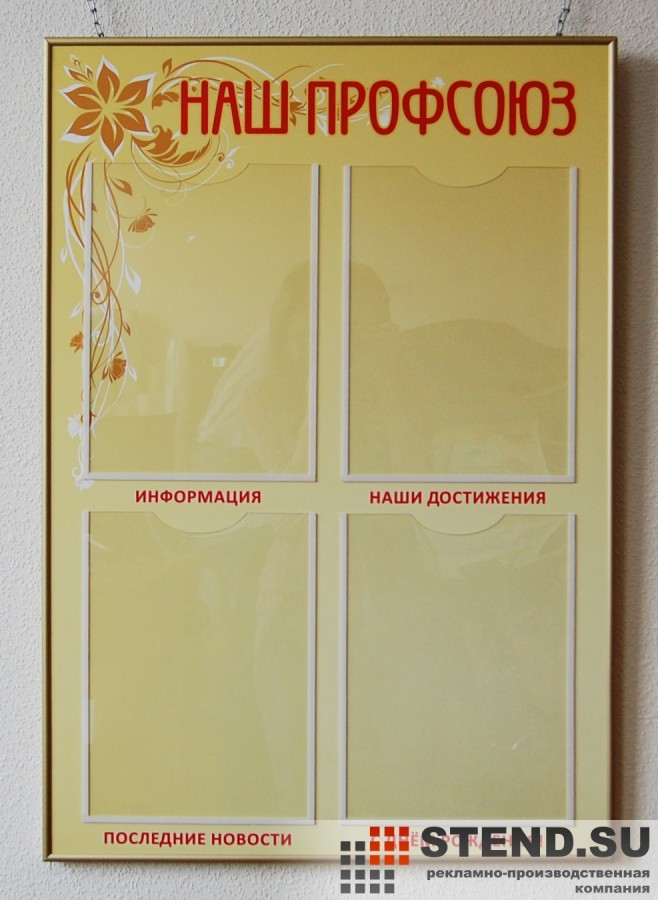 НАШ ПРОФСОЮЗ
ИНФОРМАЦИЯ
НАШИ ДОСТИЖЕНИЯ
ПОСЛЕДНИЕ НОВОСТИ
STEND.SU
рекламно-производственная
компания